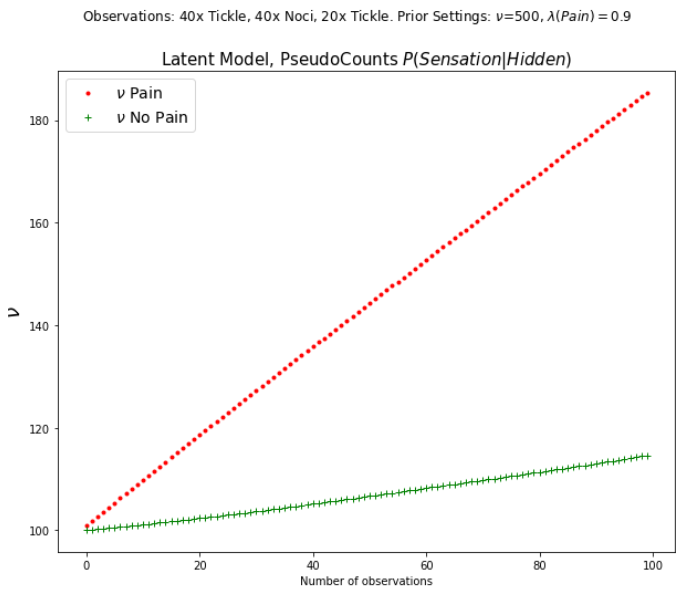 Observations: 40x Tickle, 40x Noci, 20x Tickle. Prior Settings: ν=500, λ(Pain) = 0.9
Latent Model, PseudoCounts P(Sensation|Hidden)
ν Pain
ν No Pain
180
160
140
120
100
ν
0 20 40 60 80 100
Number of observations